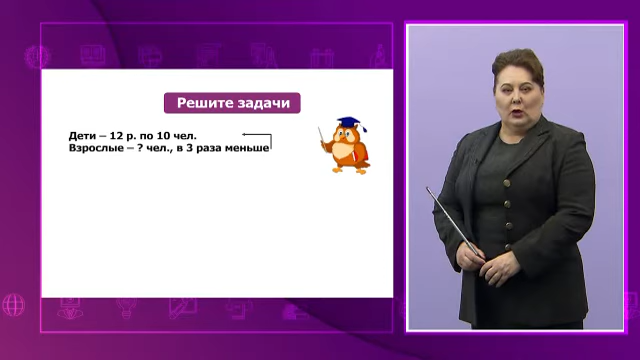 Решите задачи
Дети – 12 р. по 10 чел.
Взрослые – ? чел., в 3 раза меньше